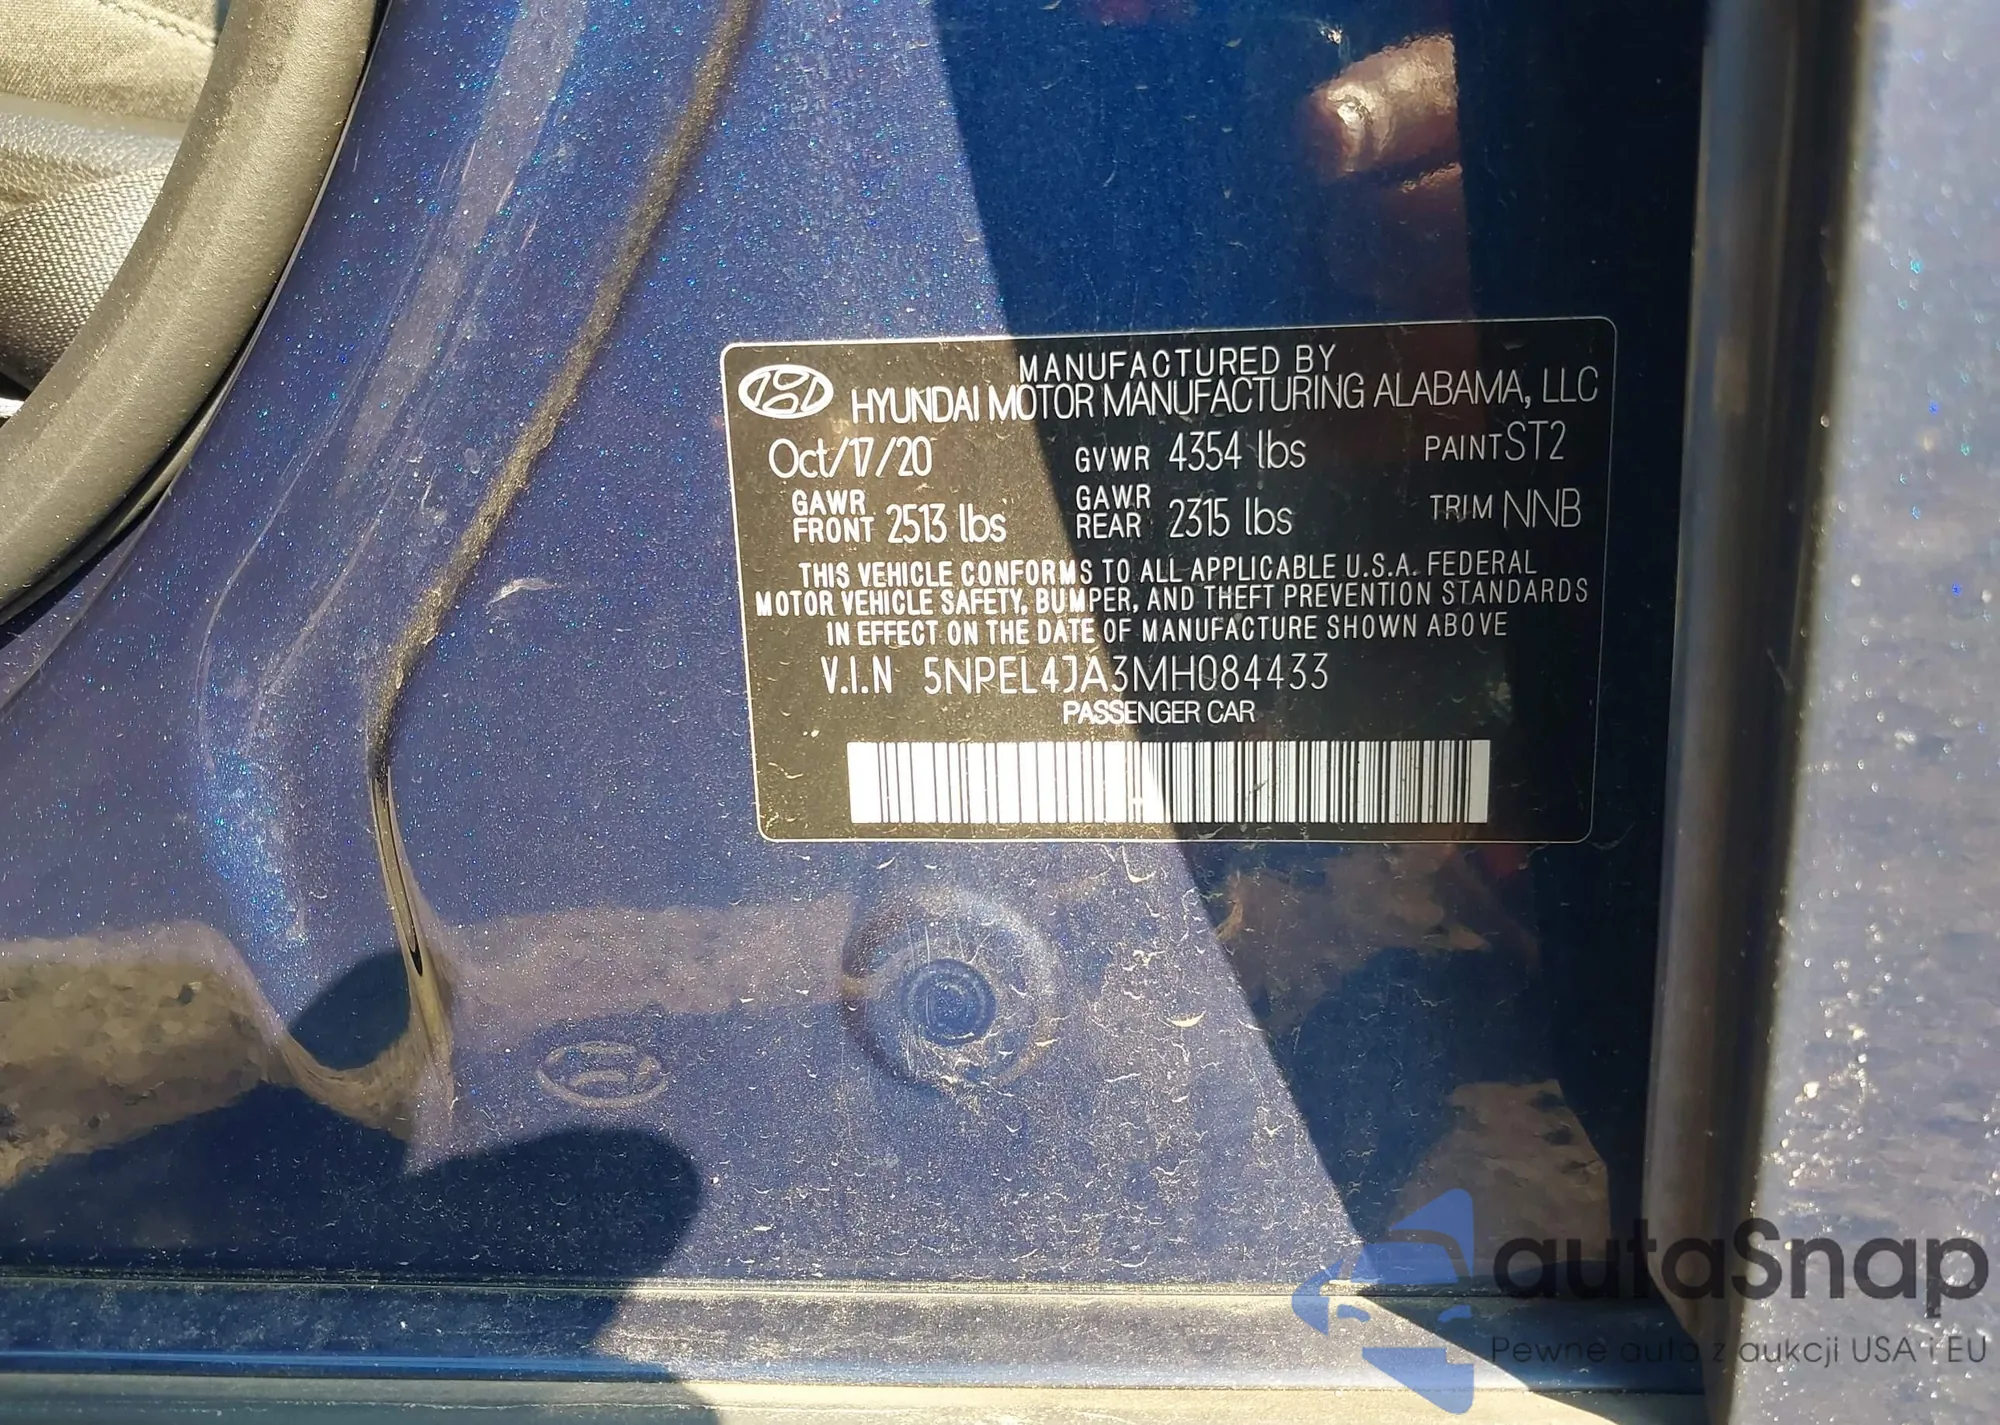 MANUFACTURED BY
HYUNDAI MOTOR MANUFACTURING ALABAMA, LLC
Oct/17/20 GVWR 4354 lbs PAINT ST2
GAWR FRONT 2513 lbs GAWR REAR 2315 lbs TRIM NNB
THIS VEHICLE CONFORMS TO ALL APPLICABLE U.S.A. FEDERAL
MOTOR VEHICLE SAFETY, BUMPER, AND THEFT PREVENTION STANDARDS
IN EFFECT ON THE DATE OF MANUFACTURE SHOWN ABOVE
V.I.N 5NPEL4JA3MH084433
PASSENGER CAR
autaSnap
Pewne auta z aukcji USA i EU